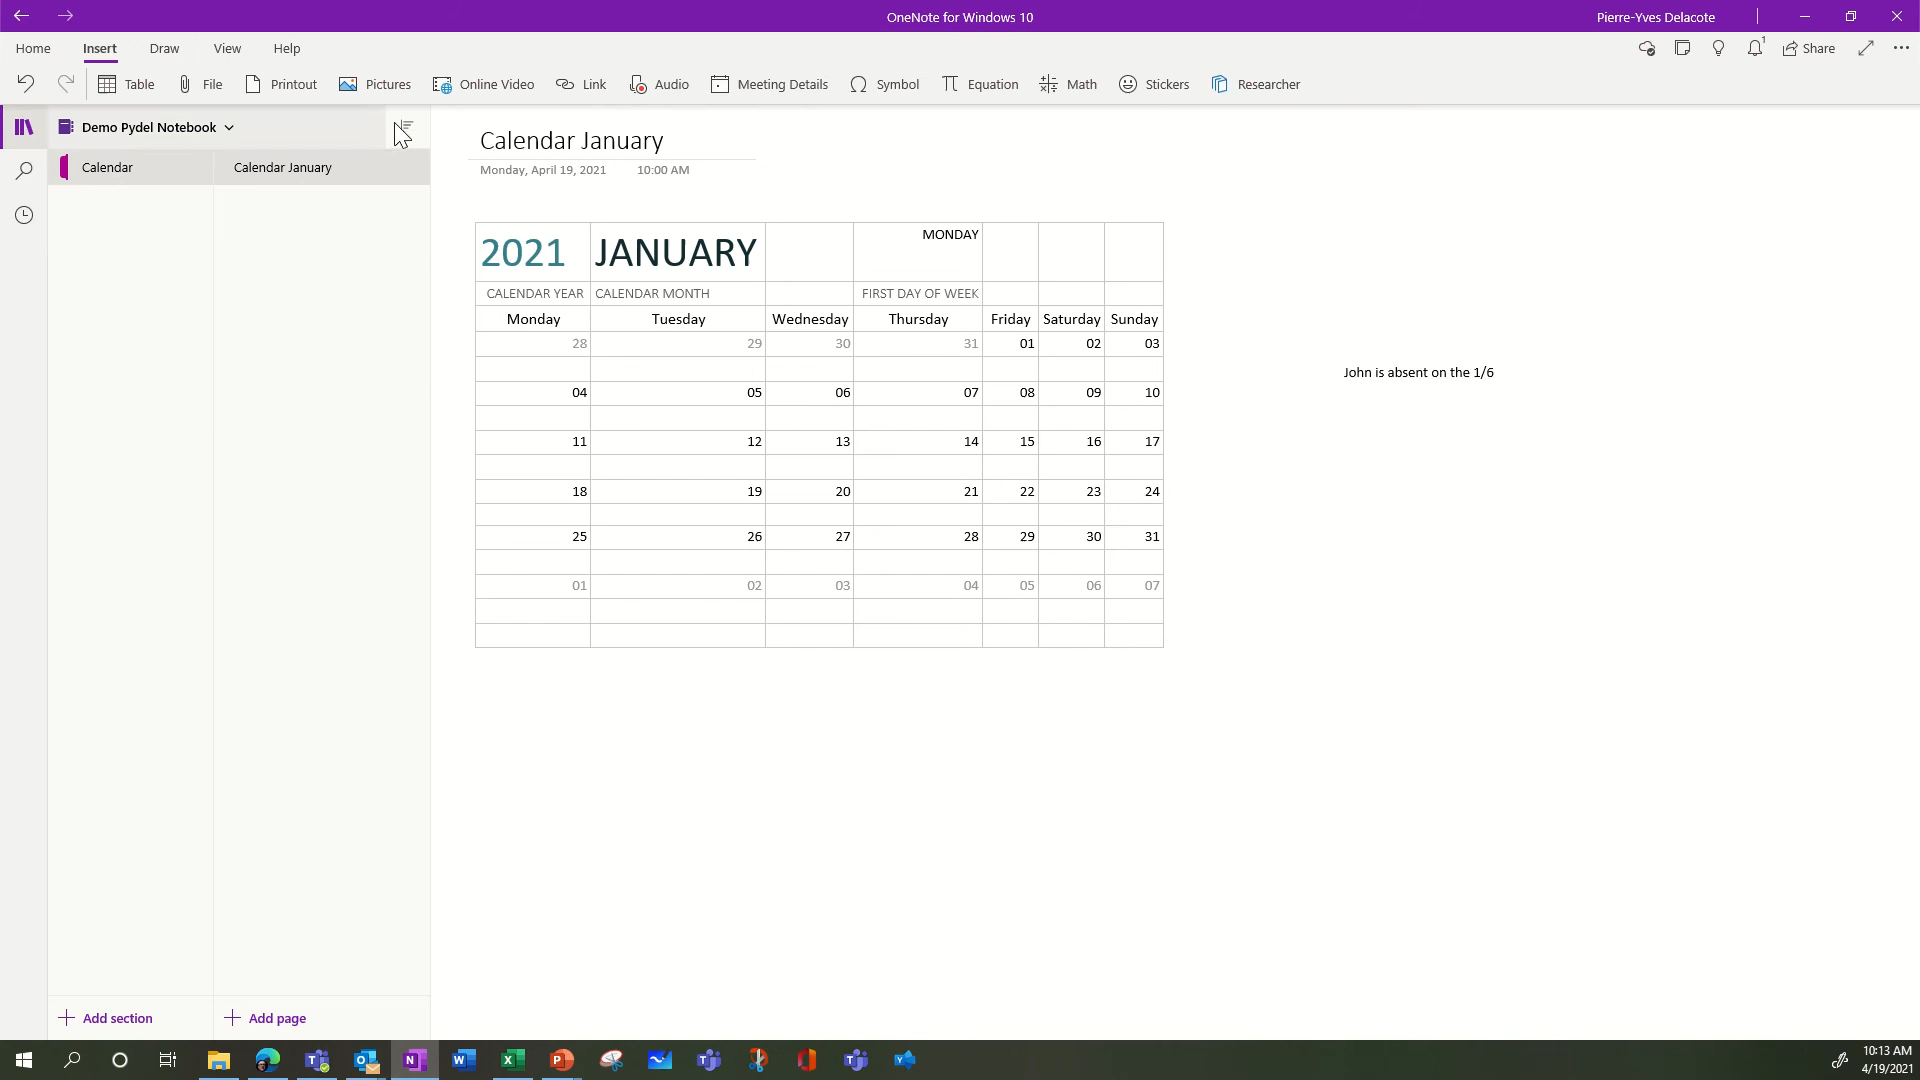 OneNote for Windows 10
Pierre-Yves Delacote
Home Insert Draw View Help
1 Share
Table File Printout Pictures Online Video Link Audio Meeting Details Symbol Equation Math Stickers Researcher
Demo Pydel Notebook
Calendar
Calendar January
Calendar January
Monday, April 19, 2021 10:00 AM
2021 JANUARY MONDAY
CALENDAR YEAR CALENDAR MONTH FIRST DAY OF WEEK
Monday Tuesday Wednesday Thursday Friday Saturday Sunday
28 29 30 31 01 02 03
04 05 06 07 08 09 10
11 12 13 14 15 16 17
18 19 20 21 22 23 24
25 26 27 28 29 30 31
01 02 03 04 05 06 07
John is absent on the 1/6
Add section
Add page
10:13 AM
4/19/2021